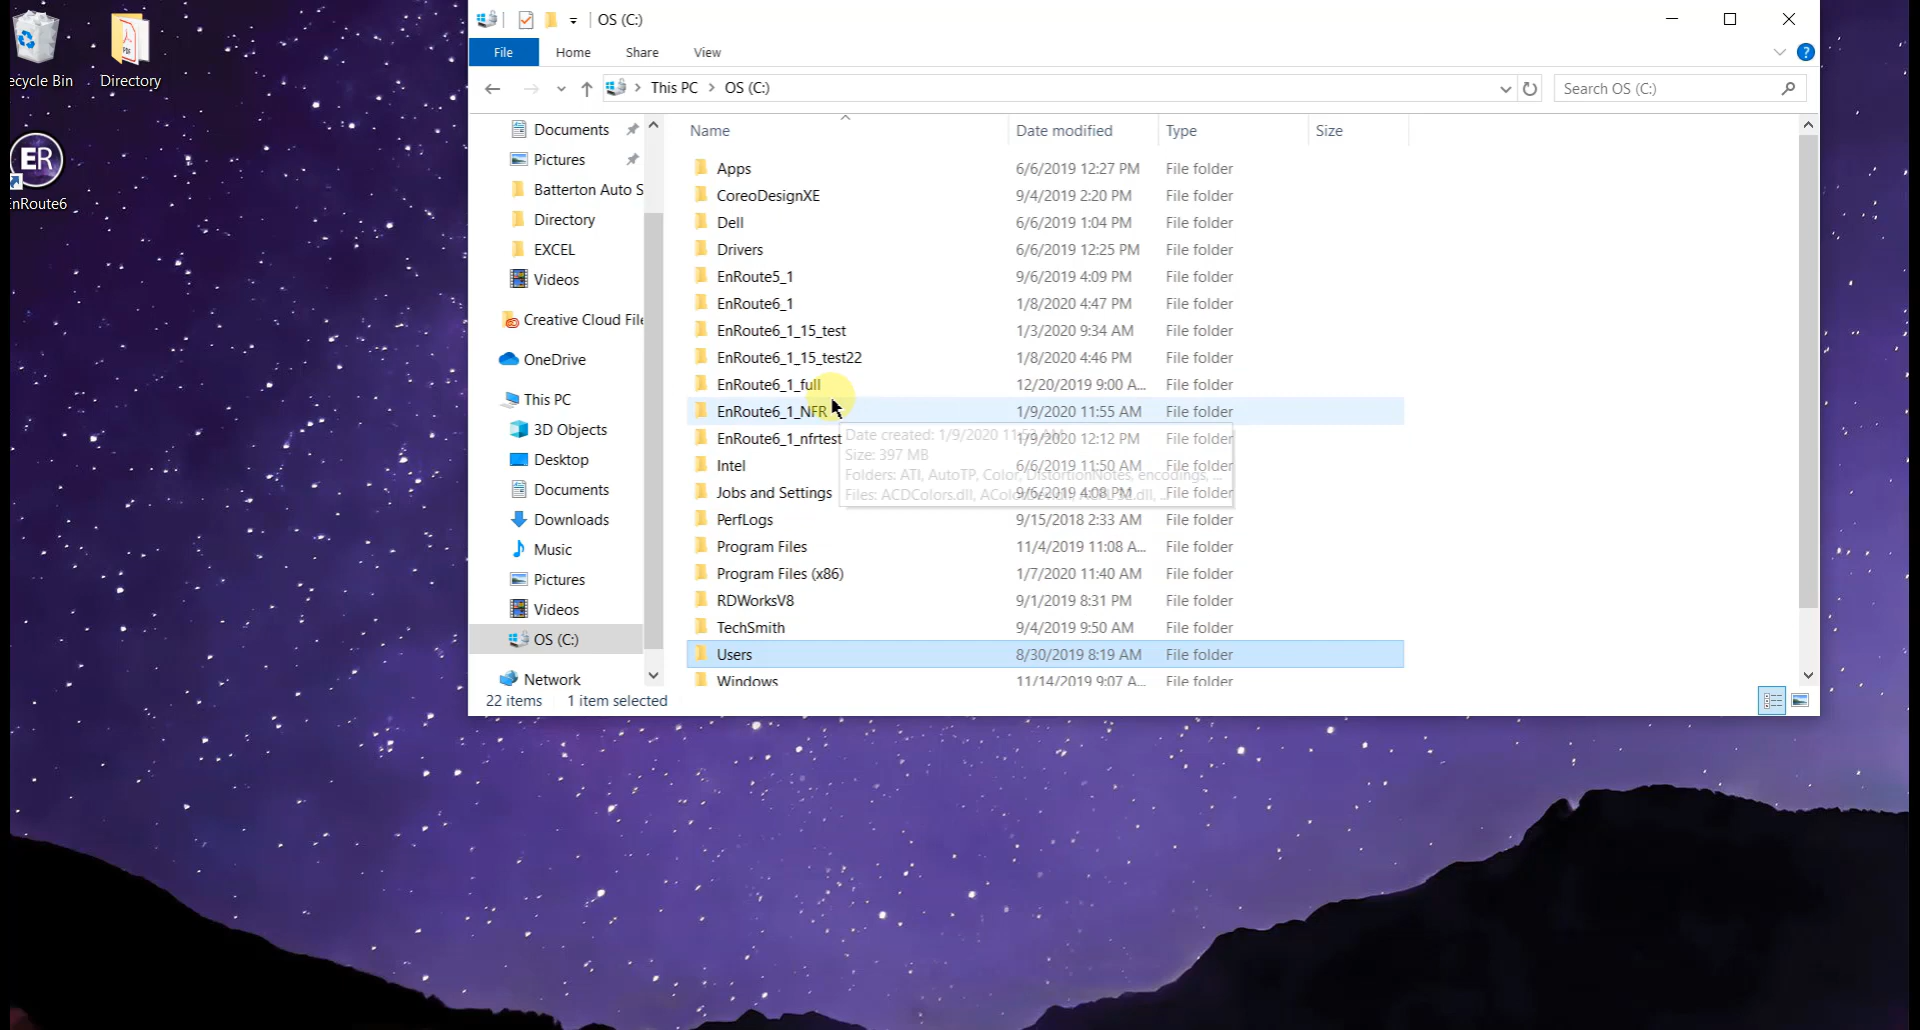 OS (C:)
File Home Share View
This PC > OS (C:)
Search OS (C:)
ecycle Bin
Directory
ER
nRoute6
Documents
Pictures
Batterton Auto S
Directory
EXCEL
Videos
Creative Cloud File
OneDrive
This PC
3D Objects
Desktop
Documents
Downloads
Music
Pictures
Videos
OS (C:)
Network
Name Date modified Type Size
Apps 6/6/2019 12:27 PM File folder
CoreoDesignXE 9/4/2019 2:20 PM File folder
Dell 6/6/2019 1:04 PM File folder
Drivers 6/6/2019 12:25 PM File folder
EnRoute5_1 9/6/2019 4:09 PM File folder
EnRoute6_1 1/8/2020 4:47 PM File folder
EnRoute6_1_15_test 1/3/2020 9:34 AM File folder
EnRoute6_1_15_test22 1/8/2020 4:46 PM File folder
EnRoute6_1_full 12/20/2019 9:00 A... File folder
EnRoute6_1_NFR 1/9/2020 11:55 AM File folder
EnRoute6_1_nfrtest 1/9/2020 12:12 PM File folder
Intel 6/6/2019 11:50 AM File folder
Jobs and Settings 9/6/2019 4:08 PM File folder
PerfLogs 9/15/2018 2:33 AM File folder
Program Files 11/4/2019 11:08 A... File folder
Program Files (x86) 1/7/2020 11:40 AM File folder
RDWorksV8 9/1/2019 8:31 PM File folder
TechSmith 9/4/2019 9:50 AM File folder
Users 8/30/2019 8:19 AM File folder
Windows 11/14/2019 9:07 A... File folder
Date created: 1/9/2020
Size: 397 MB
Folders: ATI, AutoTP, Color, DistortionNotes, encodings, ...
Files: ACDColors.dll,
22 items 1 item selected